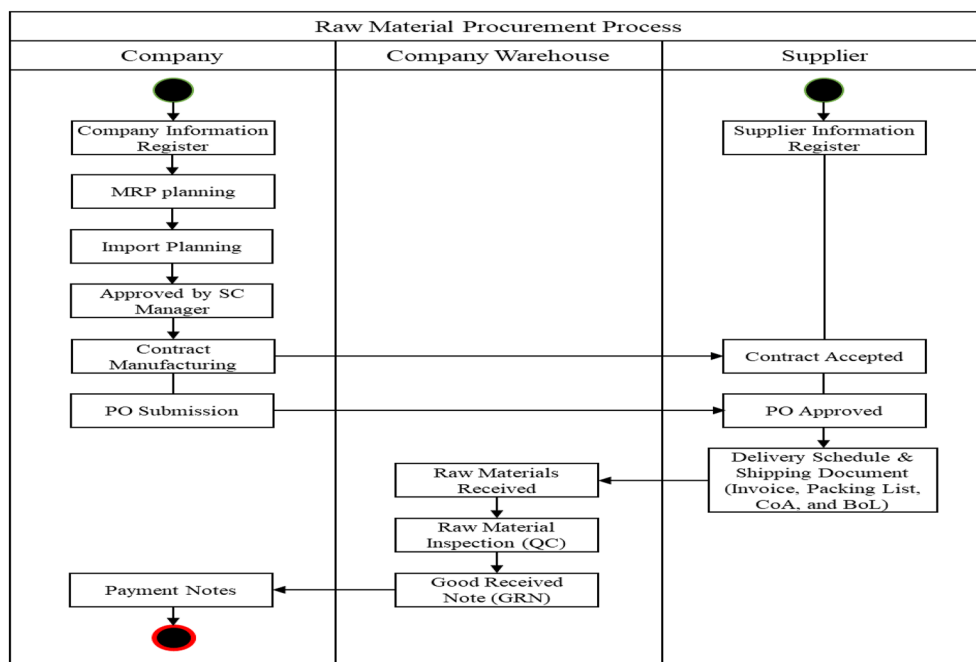 Raw Material Procurement Process
Company
Company Warehouse
Supplier
Company Information
Register
MRP planning
Import Planning
Approved by SC
Manager
Contract
Manufacturing
PO Submission
Supplier Information
Register
Contract Accepted
PO Approved
Delivery Schedule &
Shipping Document
(Invoice, Packing List,
CoA, and BoL)
Raw Materials
Received
Raw Material
Inspection (QC)
Good Received
Note (GRN)
Payment Notes